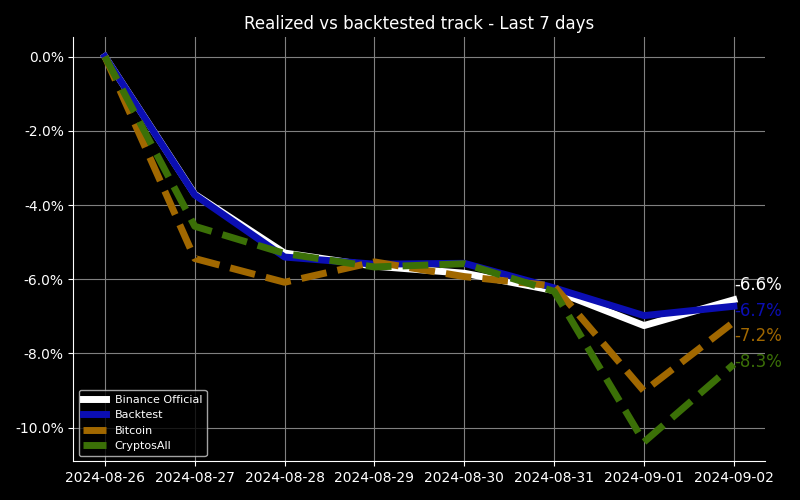 Realized vs backtested track - Last 7 days
0.0%
-2.0%
-4.0%
-6.0%
-8.0%
-10.0%
-6.6%
-6.7%
-7.2%
-8.3%
Binance Official
Backtest
Bitcoin
CryptosAll
2024-08-26 2024-08-27 2024-08-28 2024-08-29 2024-08-30 2024-08-31 2024-09-01 2024-09-02